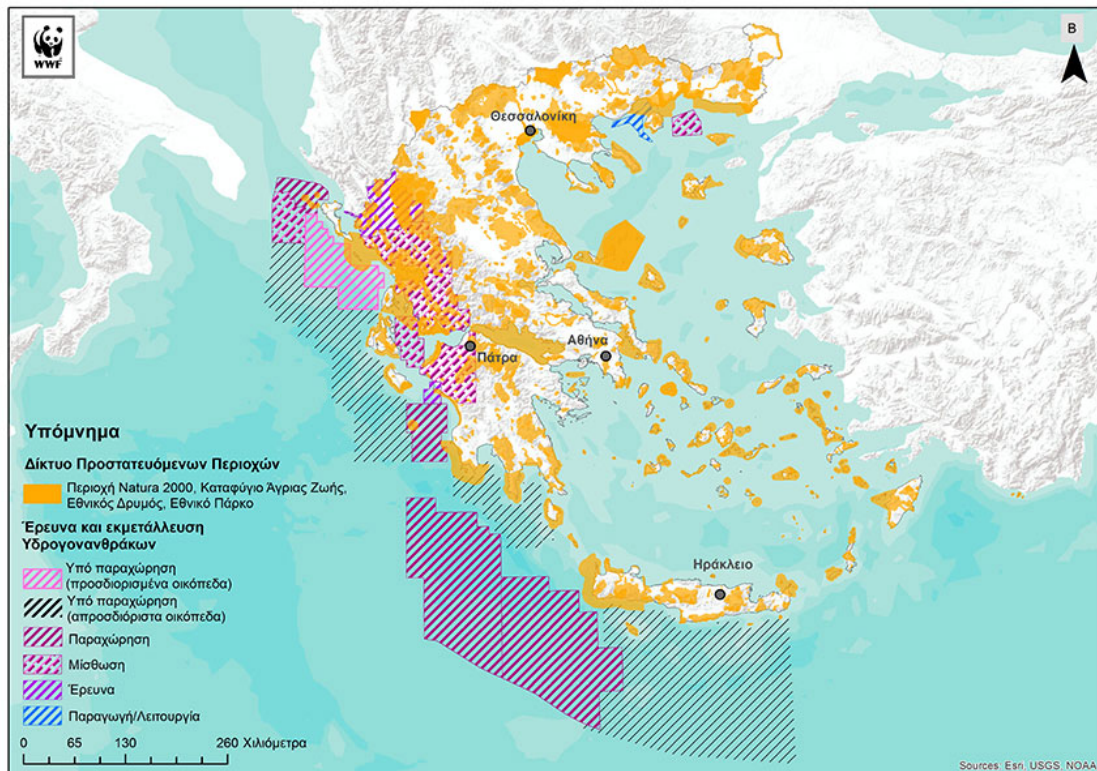 WWF
B
Θεσσαλονίκη
Αθήνα
Πάτρα
Ηράκλειο
Υπόμνημα
Δίκτυο Προστατευόμενων Περιοχών
Περιοχή Natura 2000, Καταφύγιο Άγριας Ζωής,
Εθνικός Δρυμός, Εθνικό Πάρκο
Έρευνα και εκμετάλλευση
Υδρογονανθράκων
Υπό παραχώρηση
(προσδιορισμένα οικόπεδα)
Υπό παραχώρηση
(απροσδιόριστα οικόπεδα)
Παραχώρηση
Μίσθωση
Έρευνα
Παραγωγή/Λειτουργία
0 65 130 260 Χιλιόμετρα
Sources: Esri, USGS, NOAA